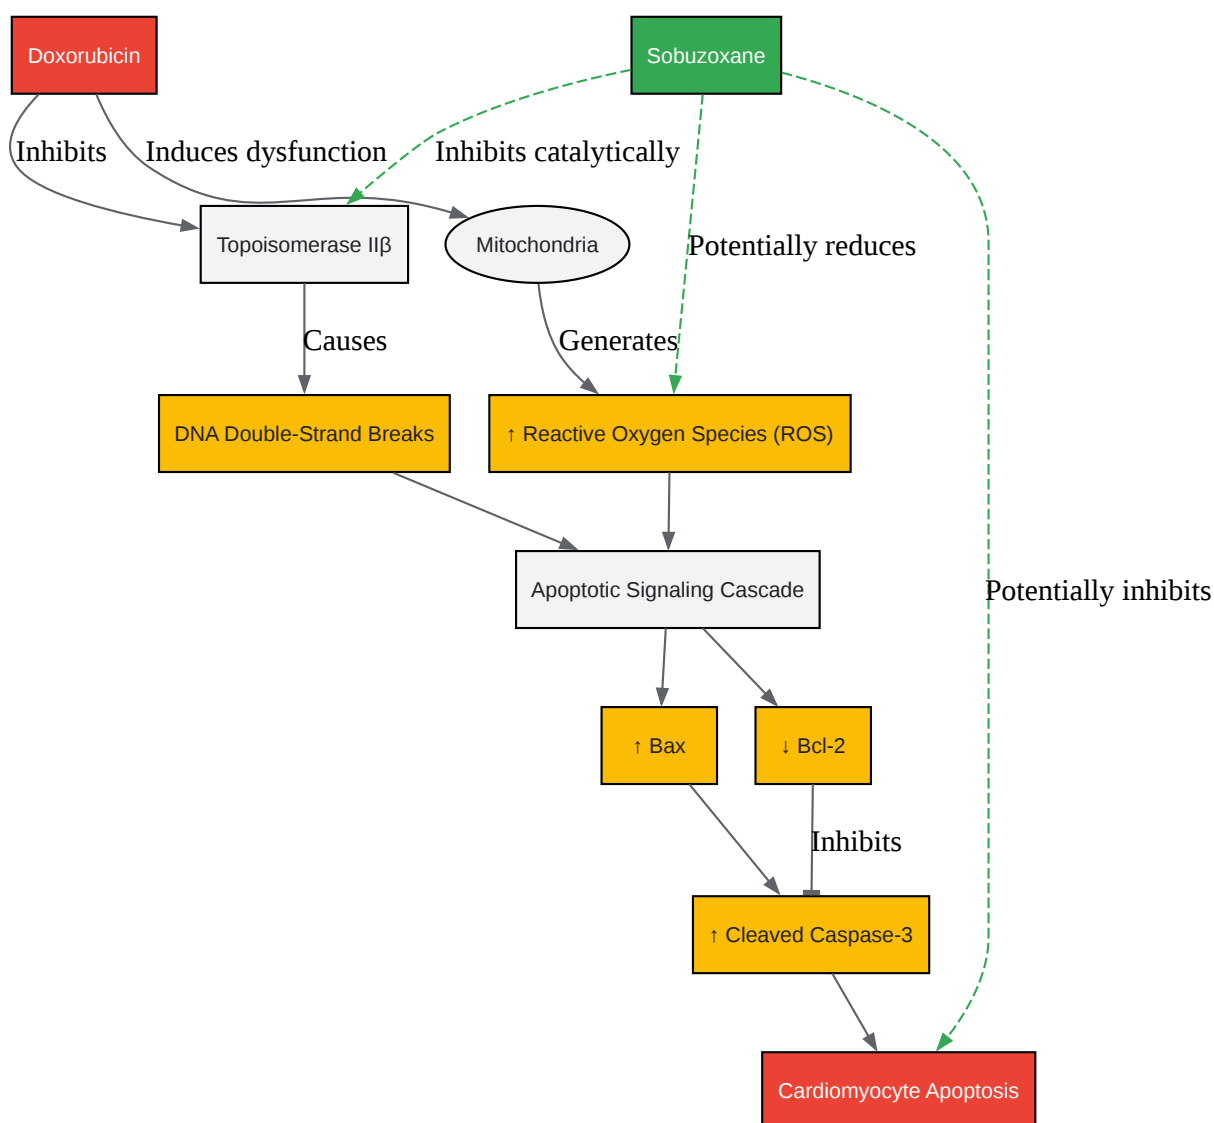 Doxorubicin
Sobuzoxane
Inhibits
Induces dysfunction
Inhibits catalytically
Topoisomerase IIβ
Mitochondria
Potentially reduces
Causes
Generates
DNA Double-Strand Breaks
↑ Reactive Oxygen Species (ROS)
Apoptotic Signaling Cascade
Potentially inhibits
↑ Bax
↓ Bcl-2
Inhibits
↑ Cleaved Caspase-3
Cardiomyocyte Apoptosis